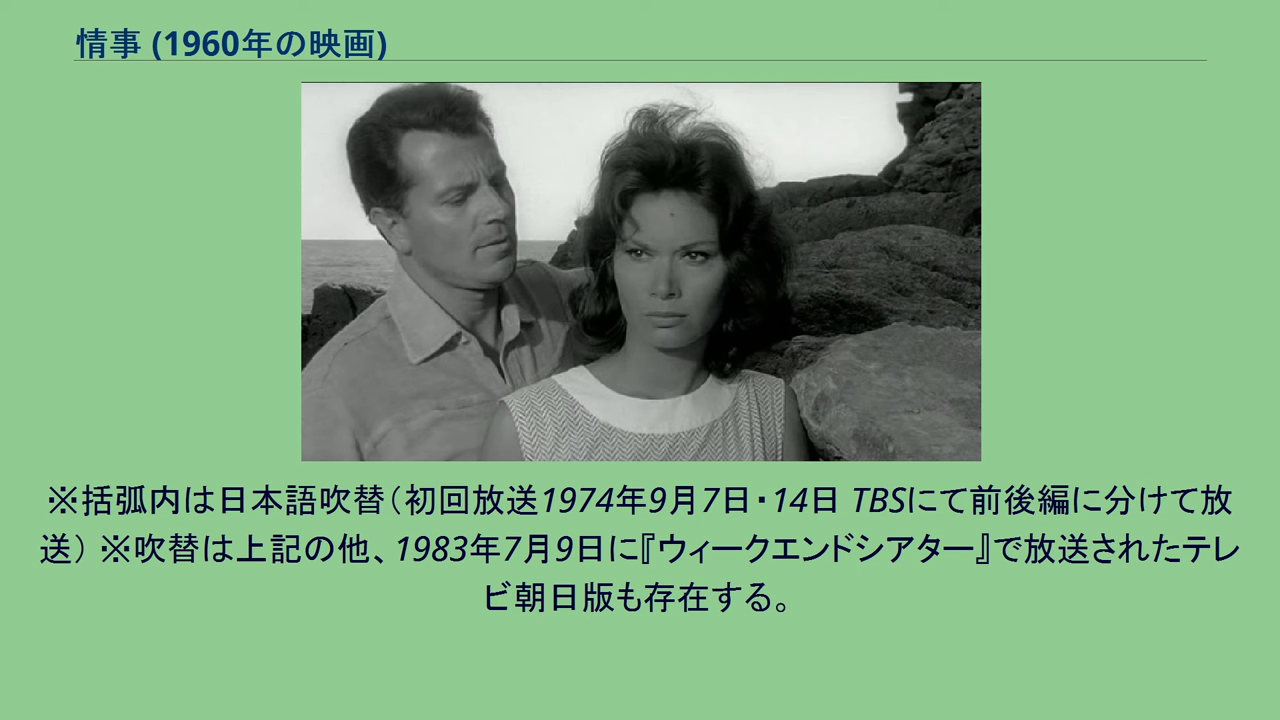 情事 (1960年の映画)
※括弧内は日本語吹替（初回放送1974年9月7日・14日 TBSにて前後編に分けて放
送）※吹替は上記の他、1983年7月9日に『ウィークエンドシアター』で放送されたテレ
ビ朝日版も存在する。